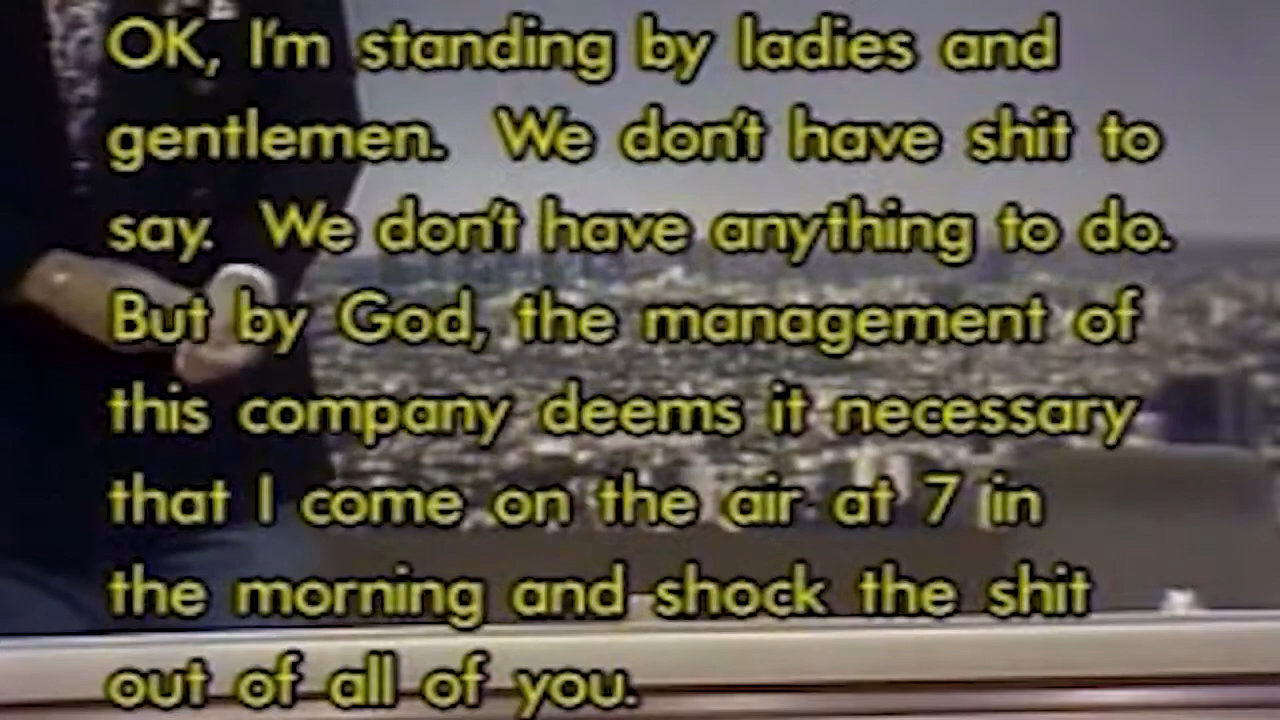 OK, I'm standing by ladies and
gentlemen. We don't have shit to
say. We don't have anything to do.
But by God, the management of
this company deems it necessary
that I come on the air at 7 in
the morning and shock the shit
out of all of you.